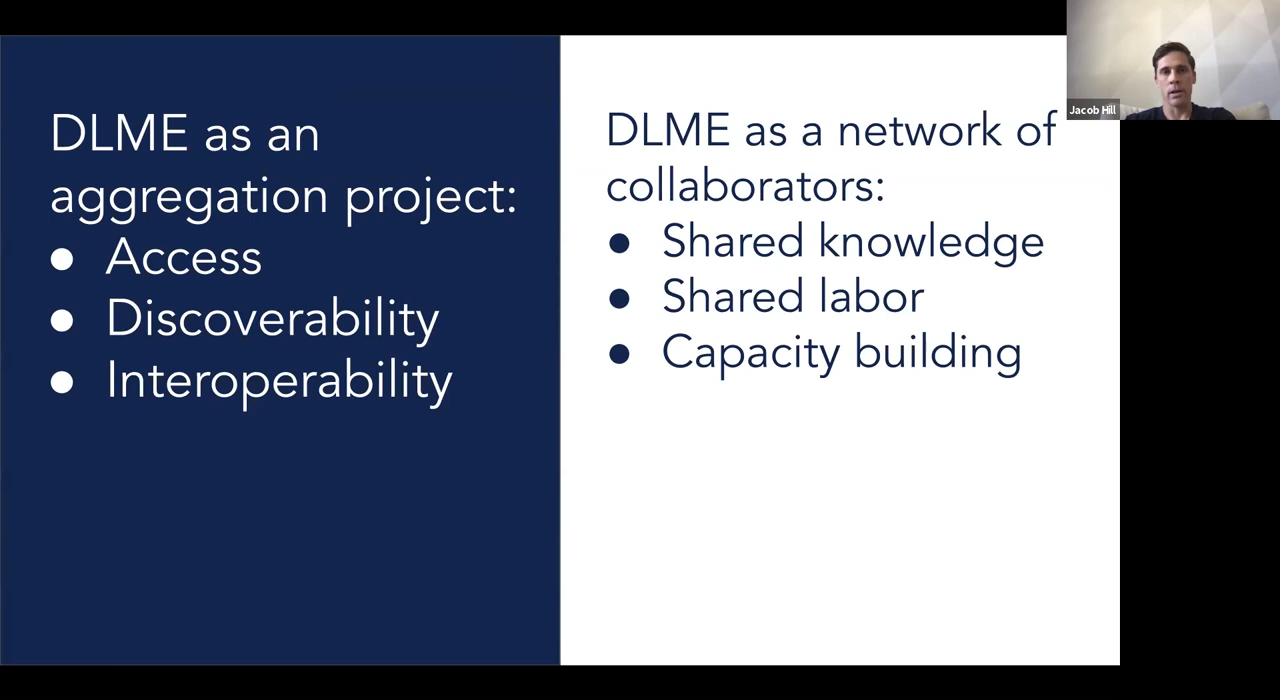 DLME as an
aggregation project:
● Access
● Discoverability
● Interoperability
DLME as a network of
collaborators:
● Shared knowledge
● Shared labor
● Capacity building
Jacob Hill